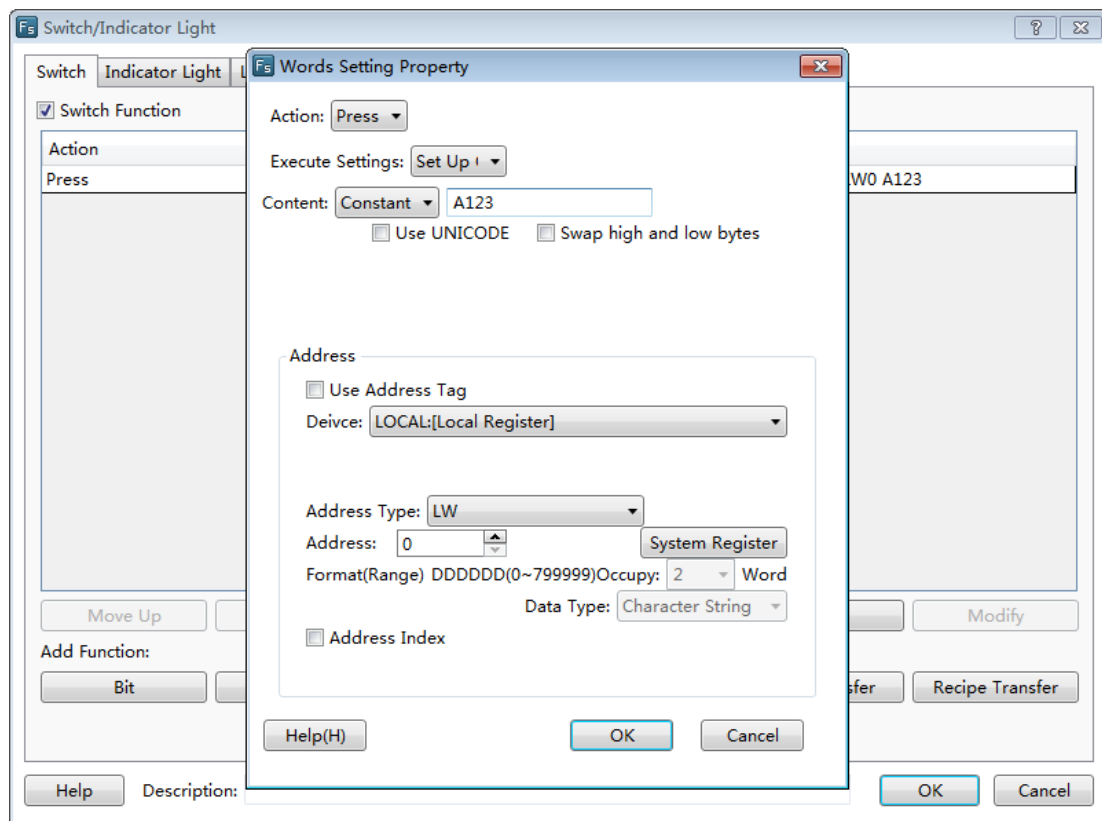 Fs Switch/Indicator Light
Switch Indicator Light
Fs Words Setting Property
Switch Function
Action: Press
Action
Press
Execute Settings: Set Up
LW0 A123
Content: Constant A123
Use UNICODE Swap high and low bytes
Address
Use Address Tag
Deivce: LOCAL:[Local Register]
Address Type: LW
Address: 0 System Register
Format(Range) DDDDDD(0~799999)Occupy: 2 Word
Data Type: Character String
Address Index
Move Up Modify
Add Function:
Bit sfer Recipe Transfer
Help(H) OK Cancel
Help Description: OK Cancel